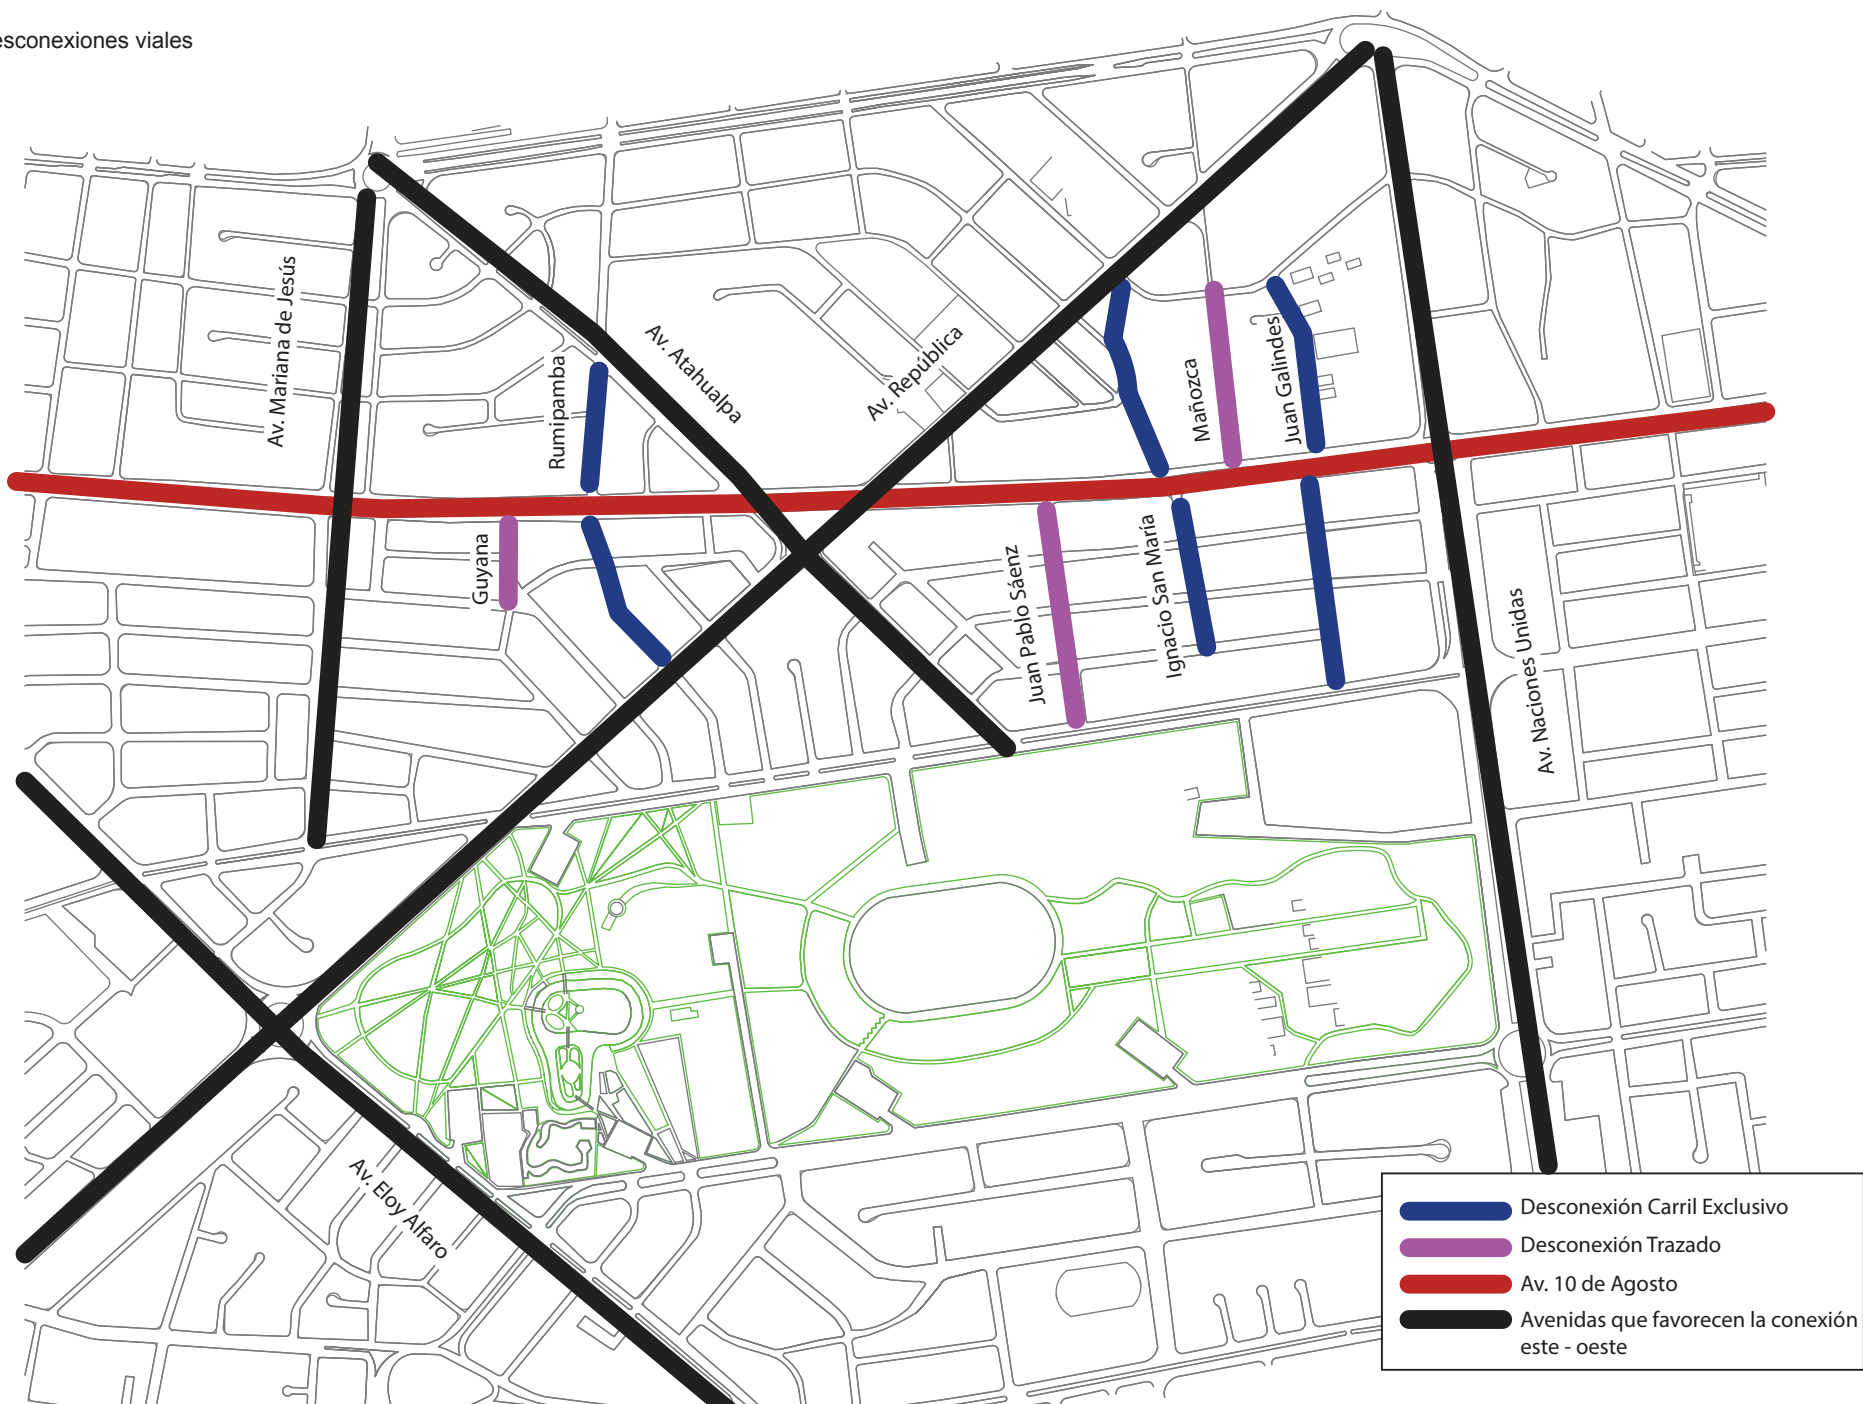 esconexiones viales
Av. Mariana de Jesús
Rumipamba
Av. Atahualpa
Av. República
Mañozca
Juan Galindes
Guyana
Juan Pablo Sáenz
Ignacio San María
Av. Naciones Unidas
Av. Eloy Alfaro
Desconexión Carril Exclusivo
Desconexión Trazado
Av. 10 de Agosto
Avenidas que favorecen la conexión
este - oeste